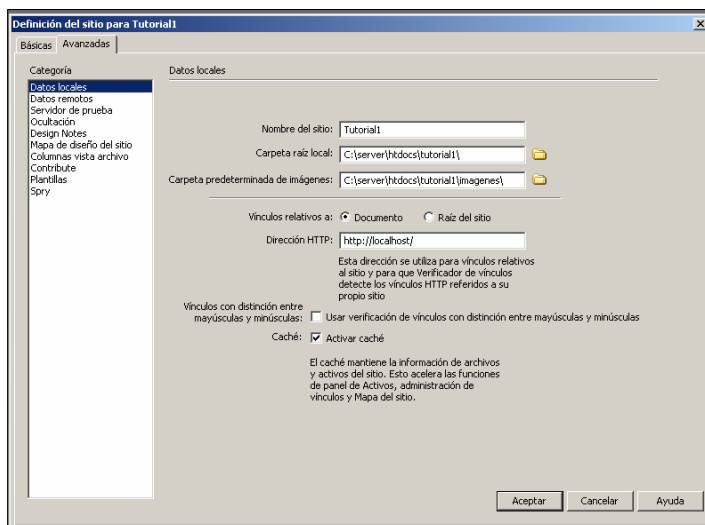 Definición del sitio para Tutorial1
Básicas
Avanzadas
Categoría
Datos locales
Datos remotos
Servidor de prueba
Ocultación
Design Notes
Mapa de diseño del sitio
Columnas vista archivo
Contribute
Plantillas
Spry
Datos locales
Nombre del sitio: Tutorial1
Carpeta raíz local: C:\server\htdocs\tutorial1\
Carpeta predeterminada de imágenes: C:\server\htdocs\tutorial1\imagenes\
Vínculos relativos a: Documento Raíz del sitio
Dirección HTTP: http://localhost/
Esta dirección se utiliza para vínculos relativos
al sitio y para que Verificador de vínculos
detecte los vínculos HTTP referidos a su
propio sitio
Vínculos con distinción entre
mayúsculas y minúsculas: Usar verificación de vínculos con distinción entre mayúsculas y minúsculas
Caché: Activar caché
El caché mantiene la información de archivos
y activos del sitio. Esto acelera las funciones
de panel de Activos, administración de
vínculos y Mapa del sitio.
Aceptar
Cancelar
Ayuda